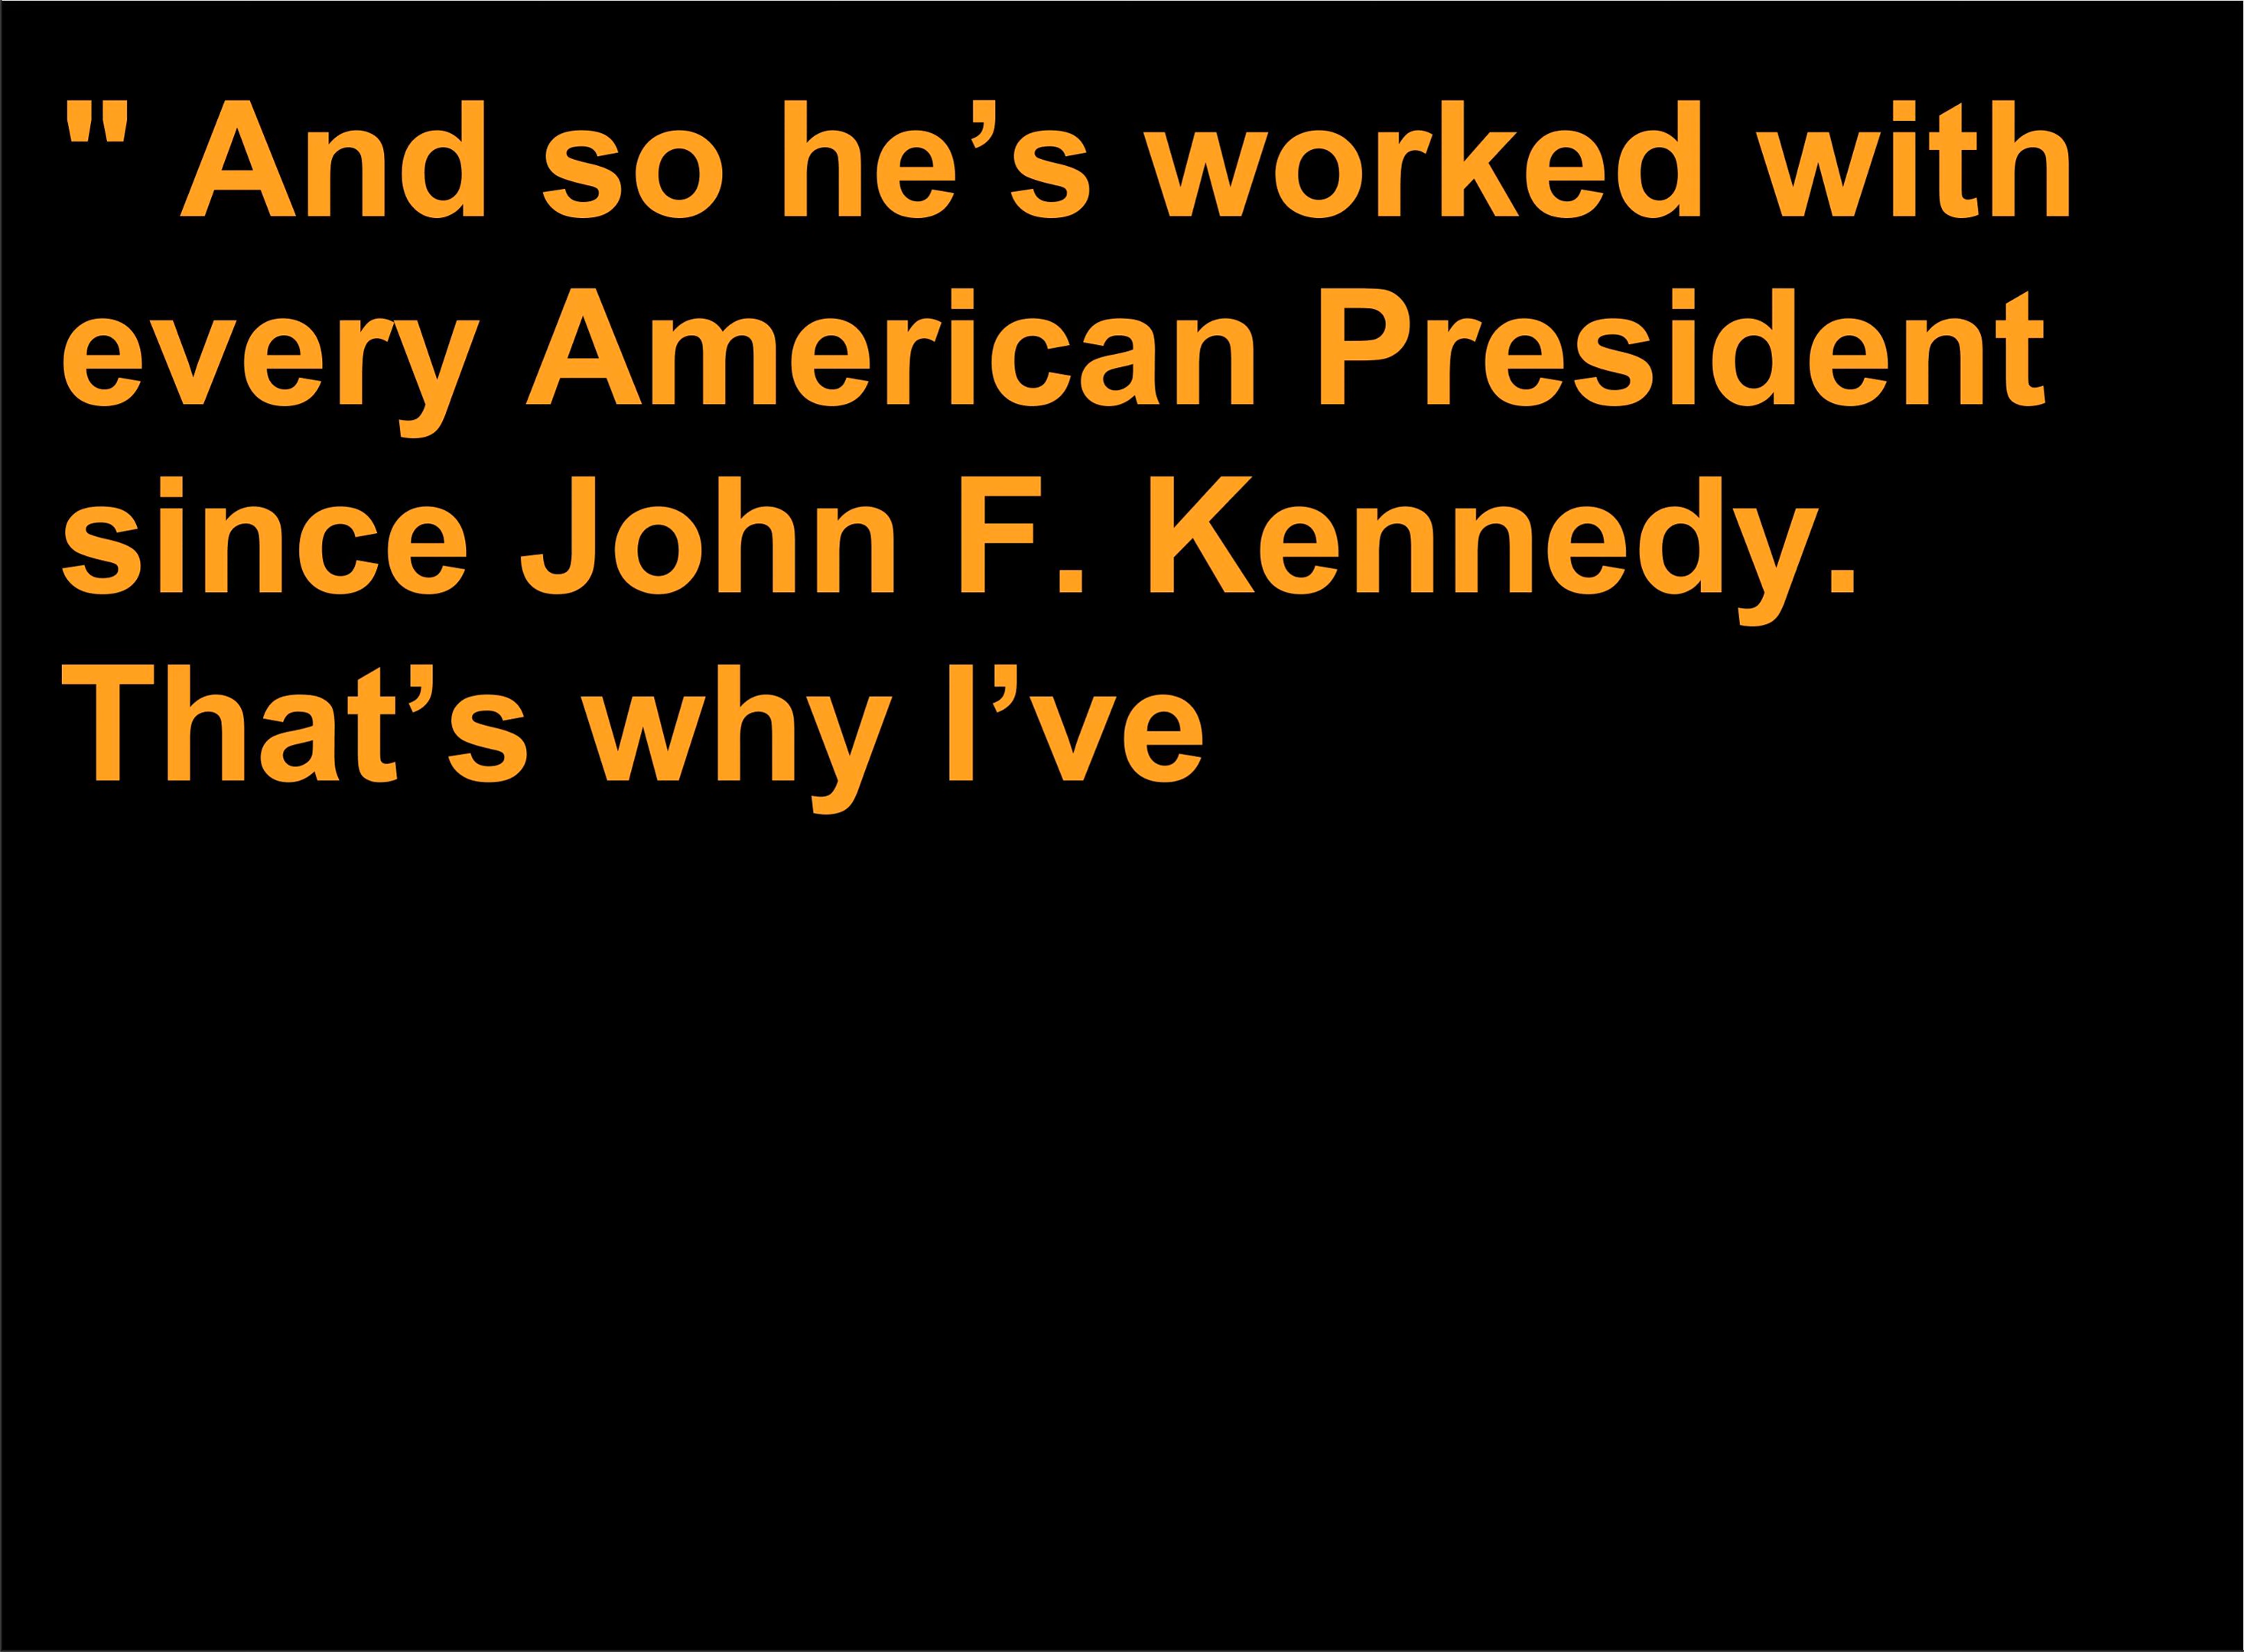 " And so he’s worked with
every American President
since John F. Kennedy.
That’s why I’ve